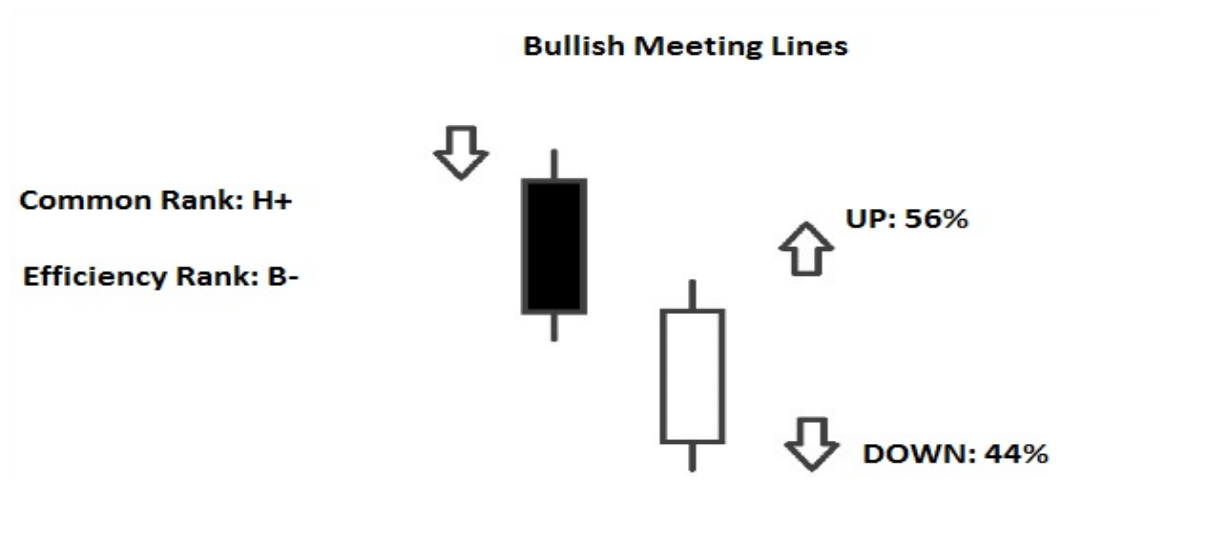 Bullish Meeting Lines
Common Rank: H+
UP: 56%
Efficiency Rank: B-
DOWN: 44%